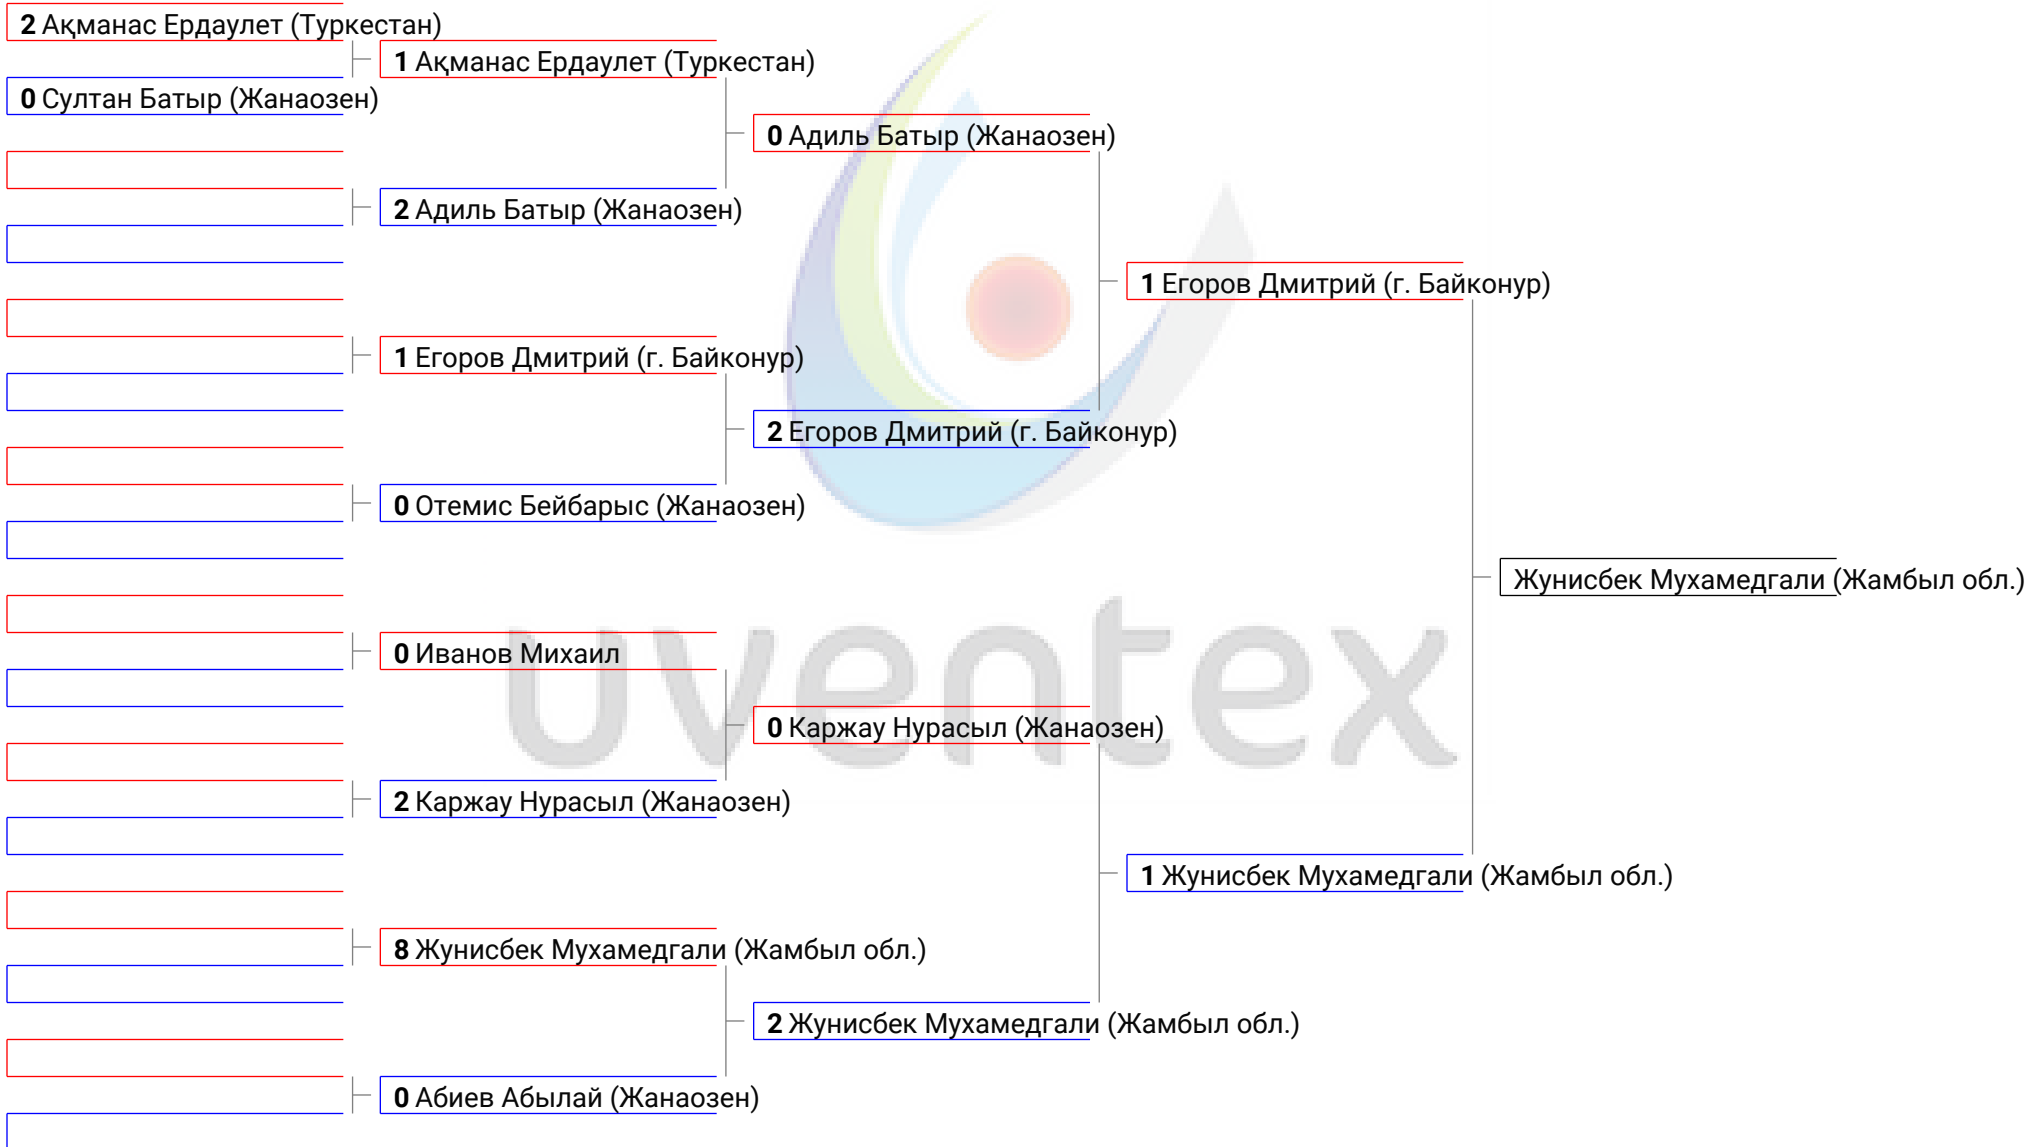 2 Ақманас Ердаулет (Туркестан)
0 Султан Батыр (Жанаозен)
1 Ақманас Ердаулет (Туркестан)
2 Адиль Батыр (Жанаозен)
1 Егоров Дмитрий (г. Байконур)
0 Отемис Бейбарыс (Жанаозен)
0 Иванов Михаил
2 Каржау Нурасыл (Жанаозен)
8 Жунисбек Мухамедгали (Жамбыл обл.)
0 Абиев Абылай (Жанаозен)
0 Адиль Батыр (Жанаозен)
2 Егоров Дмитрий (г. Байконур)
0 Каржау Нурасыл (Жанаозен)
2 Жунисбек Мухамедгали (Жамбыл обл.)
1 Егоров Дмитрий (г. Байконур)
1 Жунисбек Мухамедгали (Жамбыл обл.)
Жунисбек Мухамедгали (Жамбыл обл.)
uventex